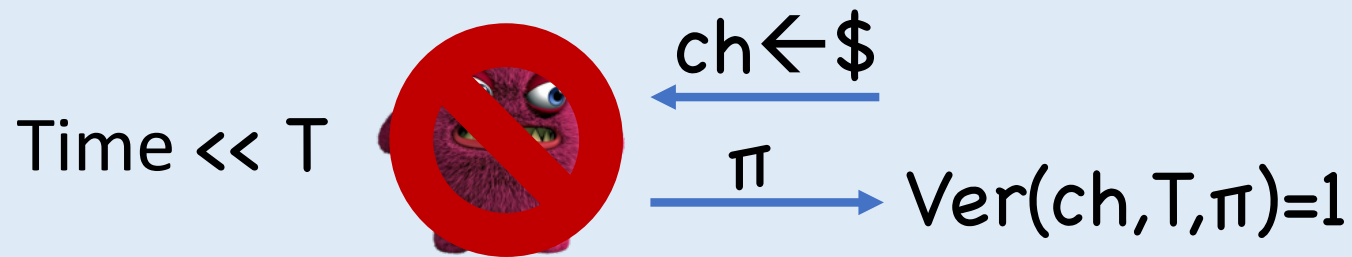 ch←$
Time << T
π
Ver(ch,T,π)=1